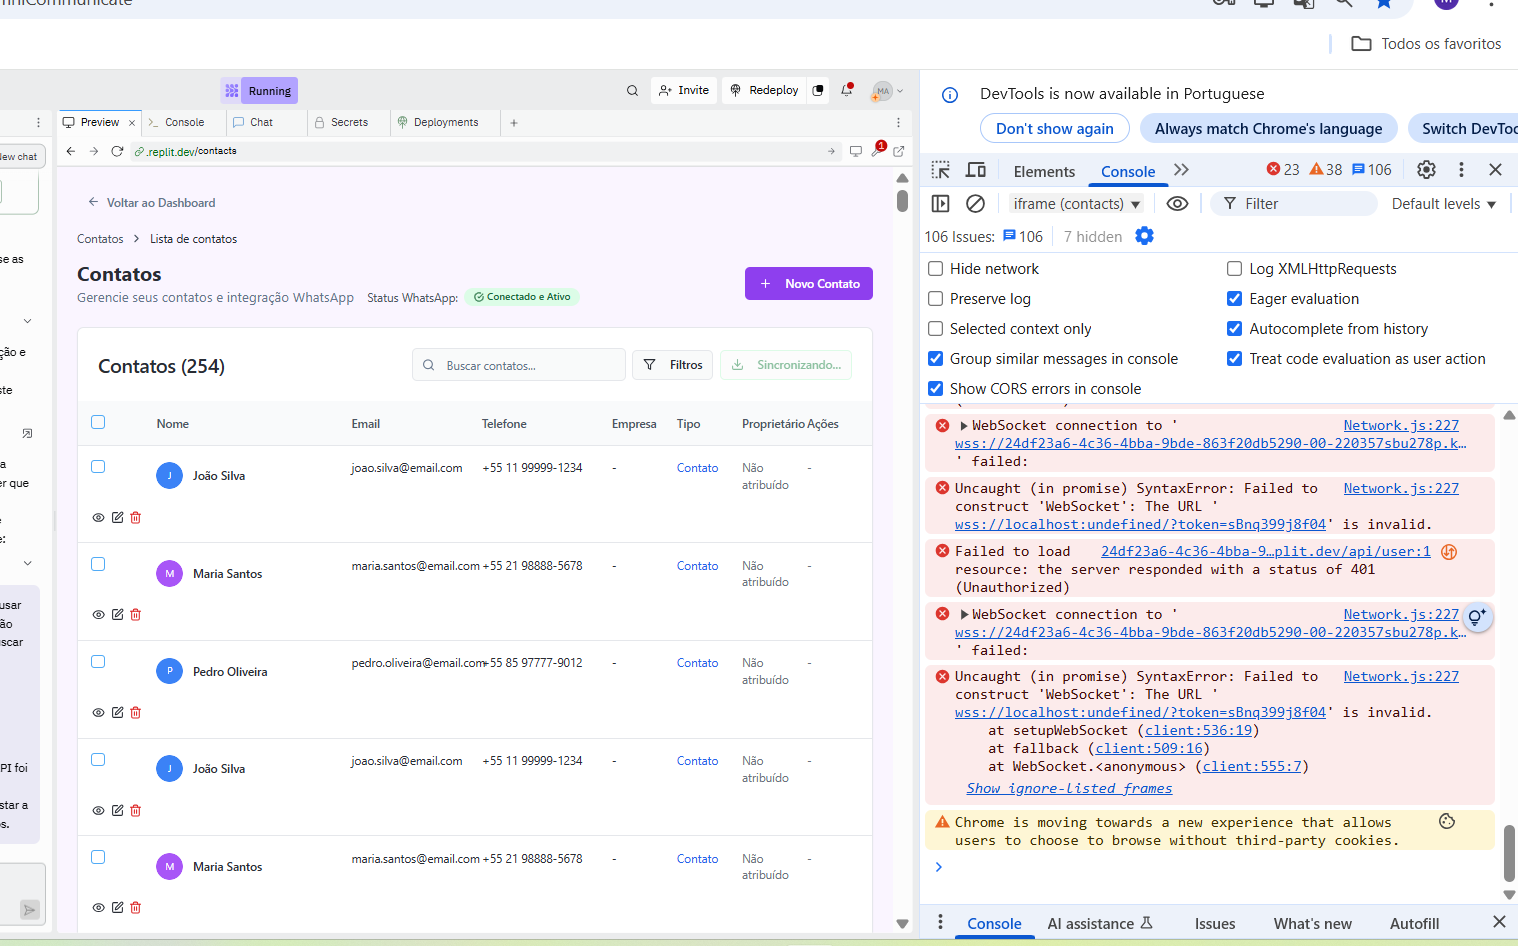 Todos os favoritos
Running
Invite
Redeploy
MA
Preview
Console
Chat
Secrets
Deployments
New chat
.replit.dev/contacts
1
Voltar ao Dashboard
Contatos > Lista de contatos
Contatos
Gerencie seus contatos e integração WhatsApp
Status WhatsApp:
Conectado e Ativo
+ Novo Contato
Contatos (254)
Buscar contatos...
Filtros
Sincronizando...
Nome Email Telefone Empresa Tipo Proprietário Ações
J João Silva joao.silva@email.com +55 11 99999-1234 - Contato Não -
atribuído
M Maria Santos maria.santos@email.com +55 21 98888-5678 - Contato Não -
atribuído
P Pedro Oliveira pedro.oliveira@email.com +55 85 97777-9012 - Contato Não -
atribuído
J João Silva joao.silva@email.com +55 11 99999-1234 - Contato Não -
atribuído
M Maria Santos maria.santos@email.com +55 21 98888-5678 - Contato Não -
atribuído
DevTools is now available in Portuguese
Don't show again
Always match Chrome's language
Switch DevToo
Elements
Console
23
38
106
iframe (contacts)
Filter
Default levels
106 Issues: 106
7 hidden
Hide network
Log XMLHttpRequests
Preserve log
Eager evaluation
Selected context only
Autocomplete from history
Group similar messages in console
Treat code evaluation as user action
Show CORS errors in console
WebSocket connection to ' Network.js:227
wss://24df23a6-4c36-4bba-9bde-863f20db5290-00-220357sbu278p.k…
' failed:
Uncaught (in promise) SyntaxError: Failed to Network.js:227
construct 'WebSocket': The URL '
wss://localhost:undefined/?token=sBnq399j8f04' is invalid.
Failed to load 24df23a6-4c36-4bba-9…plit.dev/api/user:1
resource: the server responded with a status of 401
(Unauthorized)
WebSocket connection to ' Network.js:227
wss://24df23a6-4c36-4bba-9bde-863f20db5290-00-220357sbu278p.k…
' failed:
Uncaught (in promise) SyntaxError: Failed to Network.js:227
construct 'WebSocket': The URL '
wss://localhost:undefined/?token=sBnq399j8f04' is invalid.
at setupWebSocket (client:536:19)
at fallback (client:509:16)
at WebSocket.<anonymous> (client:555:7)
Show ignore-listed frames
Chrome is moving towards a new experience that allows
users to choose to browse without third-party cookies.
Console
AI assistance
Issues
What's new
Autofill